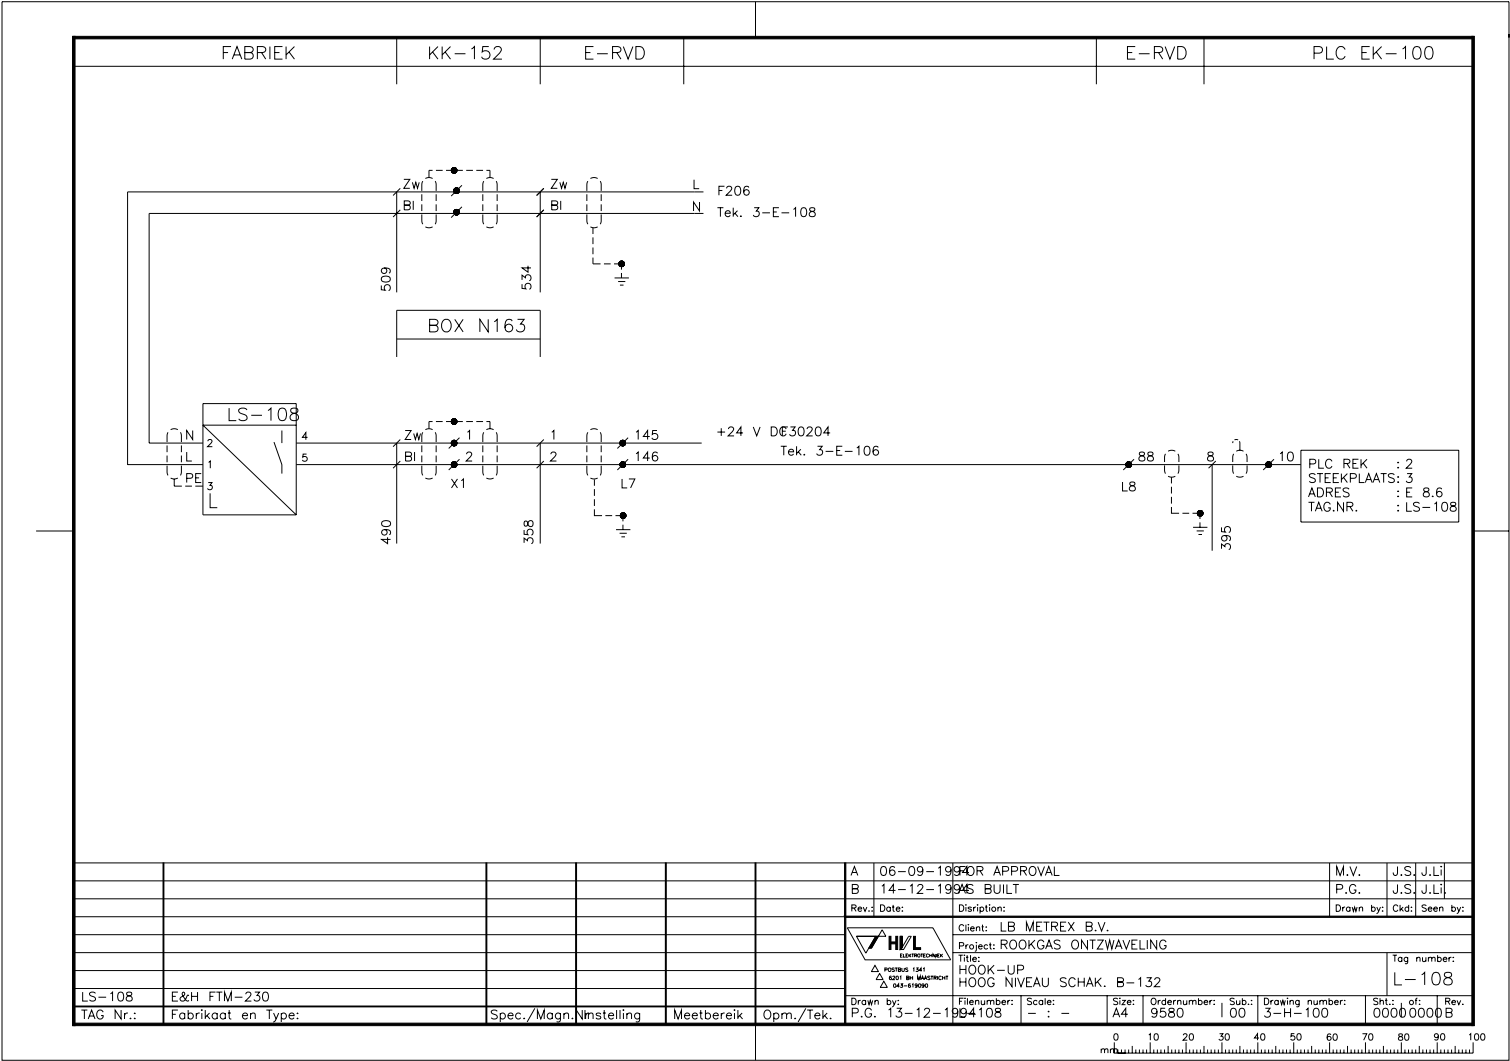 FABRIEK KK-152 E-RVD E-RVD PLC EK-100
Zw Zw L F206
Bl Bl N Tek. 3-E-108
509 534
BOX N163
LS-108
N 2 4 Zw 1 1 145 +24 V DC F30204
Tek. 3-E-106
L 1 5 Bl 2 2 146 88 8 10
PE 3 X1 L7 L8
L
490 358 395
PLC REK : 2
STEEKPLAATS: 3
ADRES : E 8.6
TAG.NR. : LS-108
A 06-09-1994 FOR APPROVAL M.V. J.S. J.Li
B 14-12-1994 AS BUILT P.G. J.S. J.Li.
Rev.: Date: Disription: Drawn by: Ckd: Seen by:
HVL
ELEKTROTECHNIEK
POSTBUS 1341
6201 BH MAASTRICHT
043-619090
Client: LB METREX B.V.
Project: ROOKGAS ONTZWAVELING
Title:
HOOK-UP
HOOG NIVEAU SCHAK. B-132
Tag number:
L-108
LS-108 E&H FTM-230
TAG Nr.: Fabrikaat en Type: Spec./Magn.Nr. Instelling Meetbereik Opm./Tek.
Drawn by: Filenumber: Scale: Size: Ordernumber: Sub.: Drawing number: Sht.: of: Rev.
P.G. 13-12-1994 L-108 - : - A4 9580 00 3-H-100 0000 0000 B
mm 0 10 20 30 40 50 60 70 80 90 100